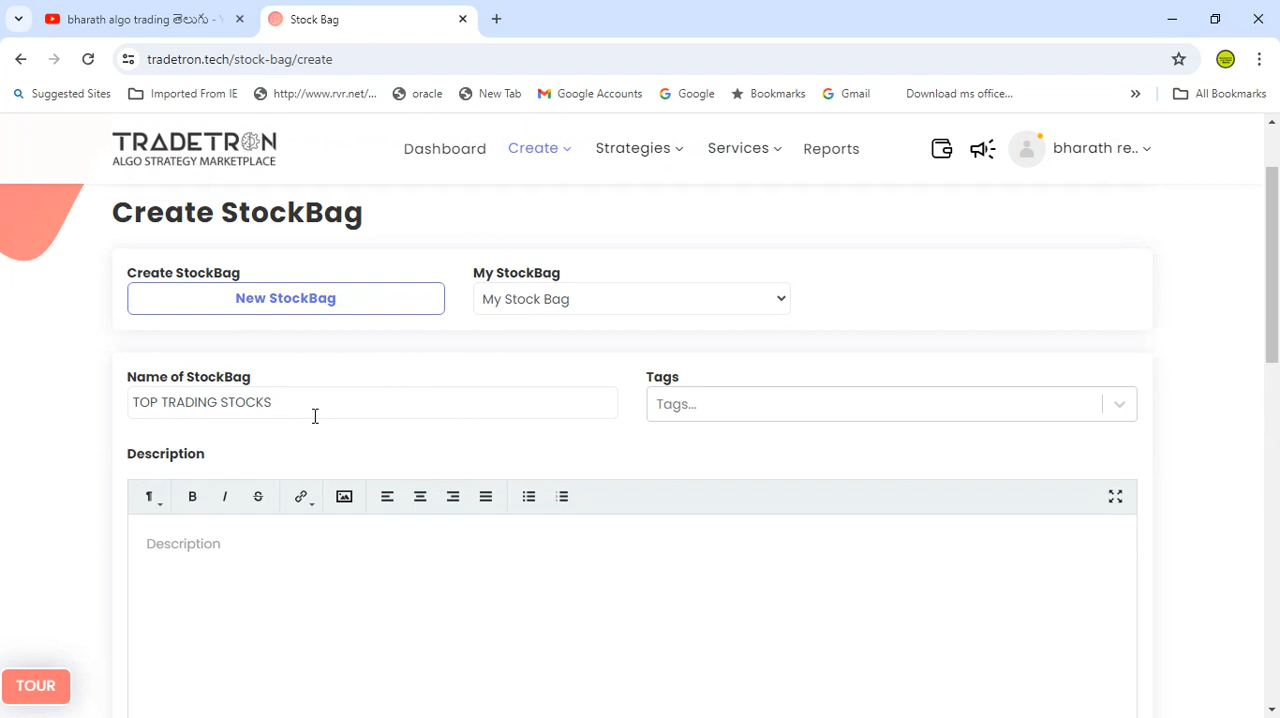 bharath algo trading తెలుగు - Y
Stock Bag
tradetron.tech/stock-bag/create
Suggested Sites
Imported From IE
http://www.rvr.net/...
oracle
New Tab
Google Accounts
Google
Bookmarks
Gmail
Download ms office...
All Bookmarks
TRADETRON
ALGO STRATEGY MARKETPLACE
Dashboard
Create
Strategies
Services
Reports
bharath re..
Create StockBag
Create StockBag
My StockBag
New StockBag
My Stock Bag
Name of StockBag
Tags
TOP TRADING STOCKS
Tags...
Description
Description
TOUR